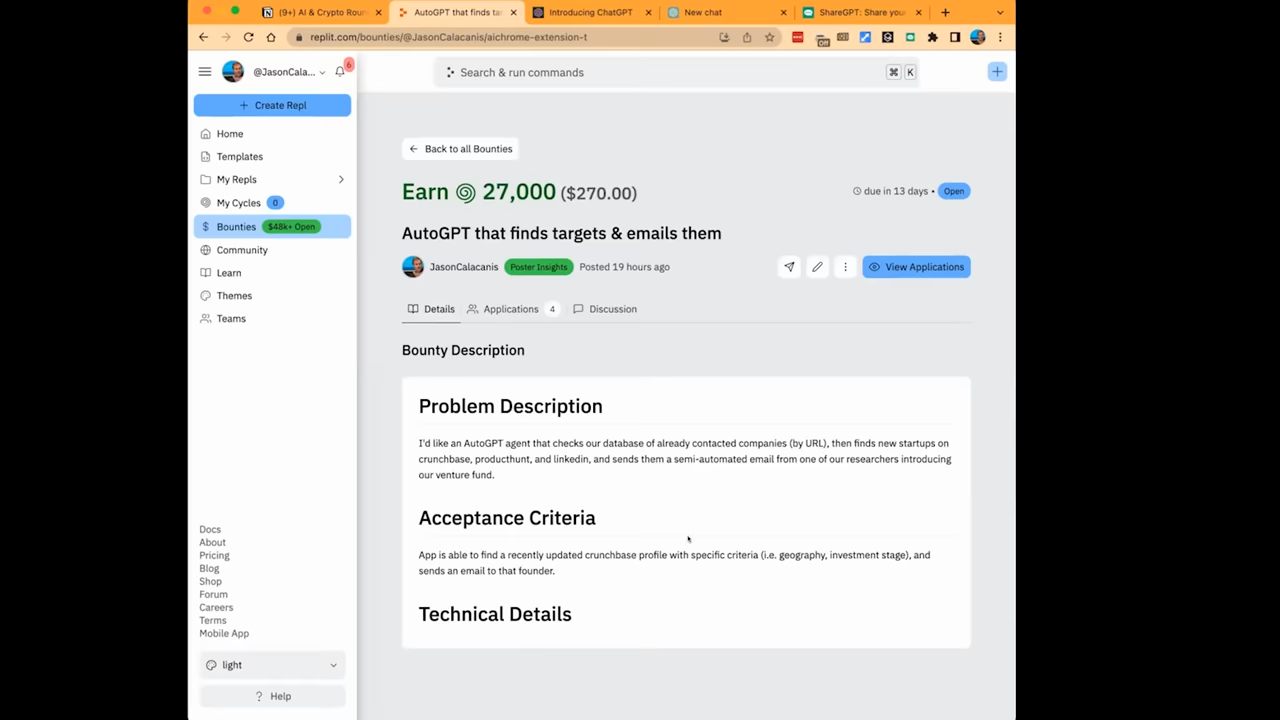 (9+) AI & Crypto Roun
AutoGPT that finds ta
Introducing ChatGPT
New chat
ShareGPT: Share you
replit.com/bounties/@JasonCalacanis/aichrome-extension-t
Off
@JasonCala...
6
Search & run commands
⌘ K
+ Create Repl
Home
Templates
My Repls
My Cycles 0
Bounties $48k+ Open
Community
Learn
Themes
Teams
Docs
About
Pricing
Blog
Shop
Forum
Careers
Terms
Mobile App
light
? Help
← Back to all Bounties
Earn 27,000 ($270.00)
due in 13 days • Open
AutoGPT that finds targets & emails them
JasonCalacanis Poster Insights Posted 19 hours ago
View Applications
Details Applications 4 Discussion
Bounty Description
Problem Description
I'd like an AutoGPT agent that checks our database of already contacted companies (by URL), then finds new startups on
crunchbase, producthunt, and linkedin, and sends them a semi-automated email from one of our researchers introducing
our venture fund.
Acceptance Criteria
App is able to find a recently updated crunchbase profile with specific criteria (i.e. geography, investment stage), and
sends an email to that founder.
Technical Details